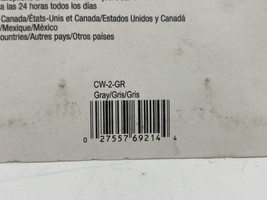 a las 24 horas todos los días
Canada/États-Unis et Canada/Estados Unidos y Canadá
/Mexique/México
ountries/Autres pays/Otros países
CW-2-GR
Gray/Gris/Gris
0 27557 69214 4